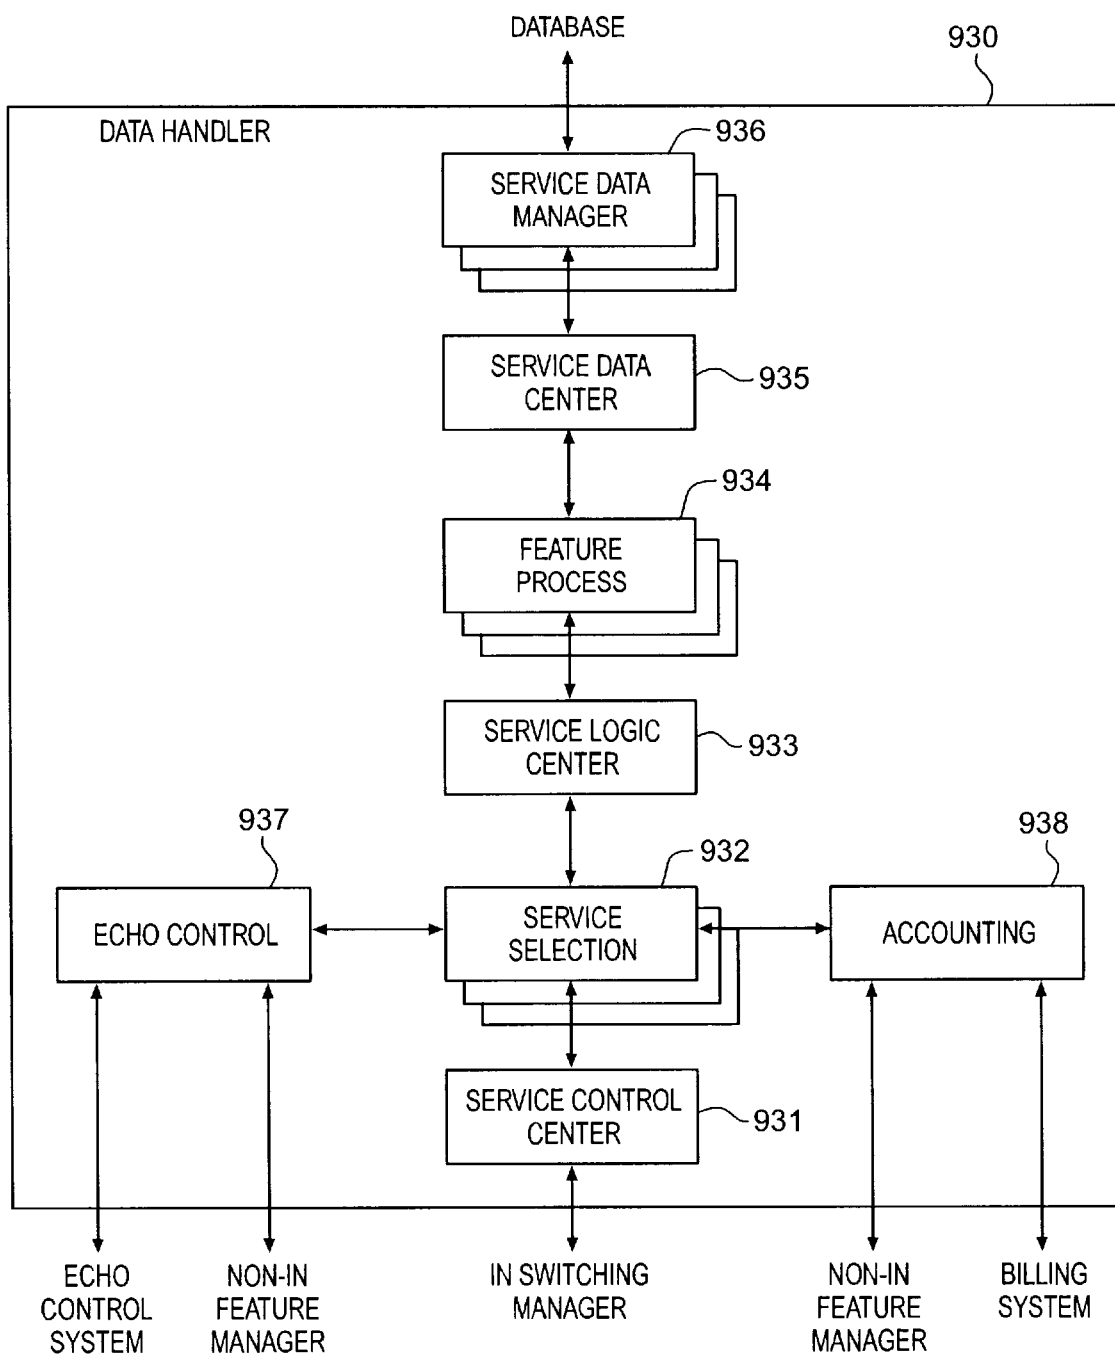 DATABASE
930
DATA HANDLER
936
SERVICE DATA
MANAGER
SERVICE DATA
CENTER
935
934
FEATURE
PROCESS
SERVICE LOGIC
CENTER
933
937
932
938
ECHO CONTROL
SERVICE
SELECTION
ACCOUNTING
SERVICE CONTROL
CENTER
931
ECHO
CONTROL
SYSTEM
NON-IN
FEATURE
MANAGER
IN SWITCHING
MANAGER
NON-IN
FEATURE
MANAGER
BILLING
SYSTEM